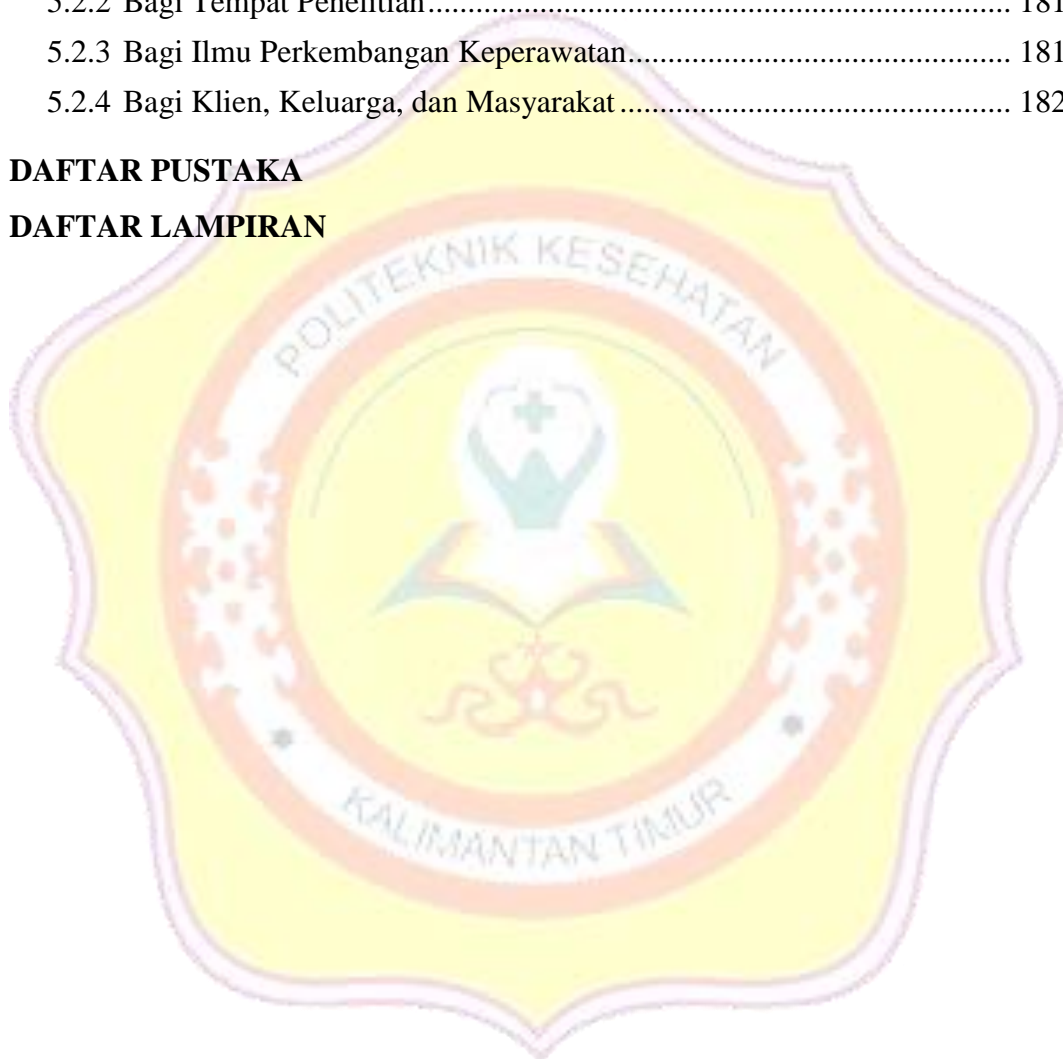 5.2.2 Bagi Tempat Penelitian.......................................................................... 181
5.2.3 Bagi Ilmu Perkembangan Keperawatan................................................ 181
5.2.4 Bagi Klien, Keluarga, dan Masyarakat ................................................. 182
DAFTAR PUSTAKA
DAFTAR LAMPIRAN
POLITEKNIK KESEHATAN
KALIMANTAN TIMUR